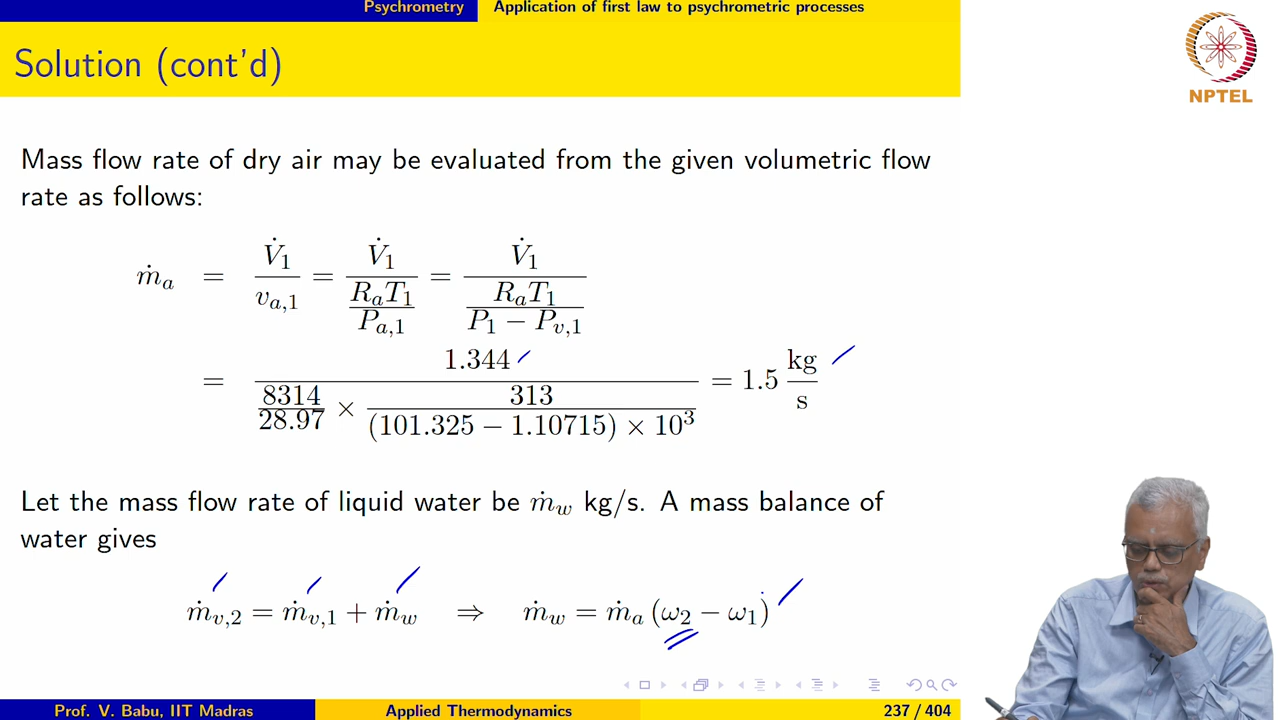 Psychrometry Application of first law to psychrometric processes
Solution (cont'd)
NPTEL
Mass flow rate of dry air may be evaluated from the given volumetric flow
rate as follows:
ṁ_a = V̇_1 / v_{a,1} = V̇_1 / (R_a T_1 / P_{a,1}) = V̇_1 / (R_a T_1 / (P_1 − P_{v,1}))
= 1.344 / (8314/28.97 × 313 / ((101.325 − 1.10715) × 10^3)) = 1.5 kg/s
Let the mass flow rate of liquid water be ṁ_w kg/s. A mass balance of
water gives
ṁ_{v,2} = ṁ_{v,1} + ṁ_w ⇒ ṁ_w = ṁ_a (ω_2 − ω_1)
Prof. V. Babu, IIT Madras Applied Thermodynamics 237 / 404